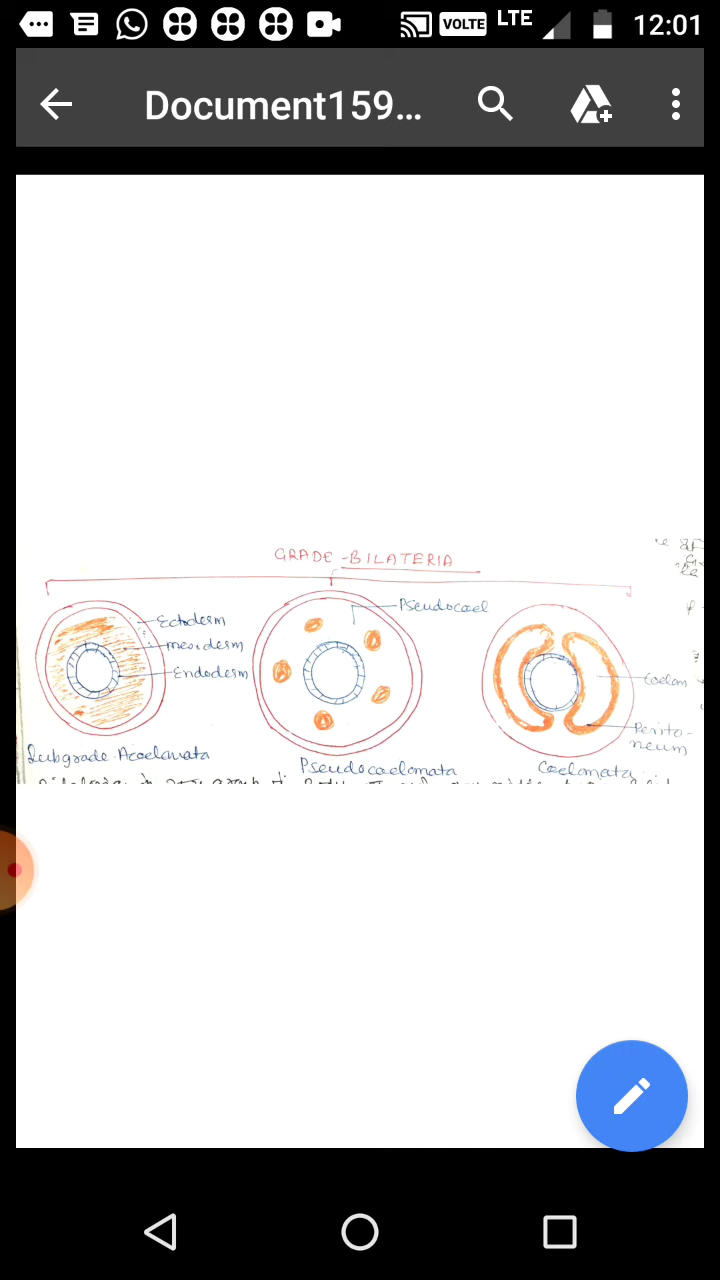 VOLTE LTE 12:01
Document159...
GRADE-BILATERIA
Ectoderm
mesoderm
Endoderm
Pseudocoel
Coelom
Perito-
neum
Subgrade Acoelomata
Pseudocoelomata
Coelomata